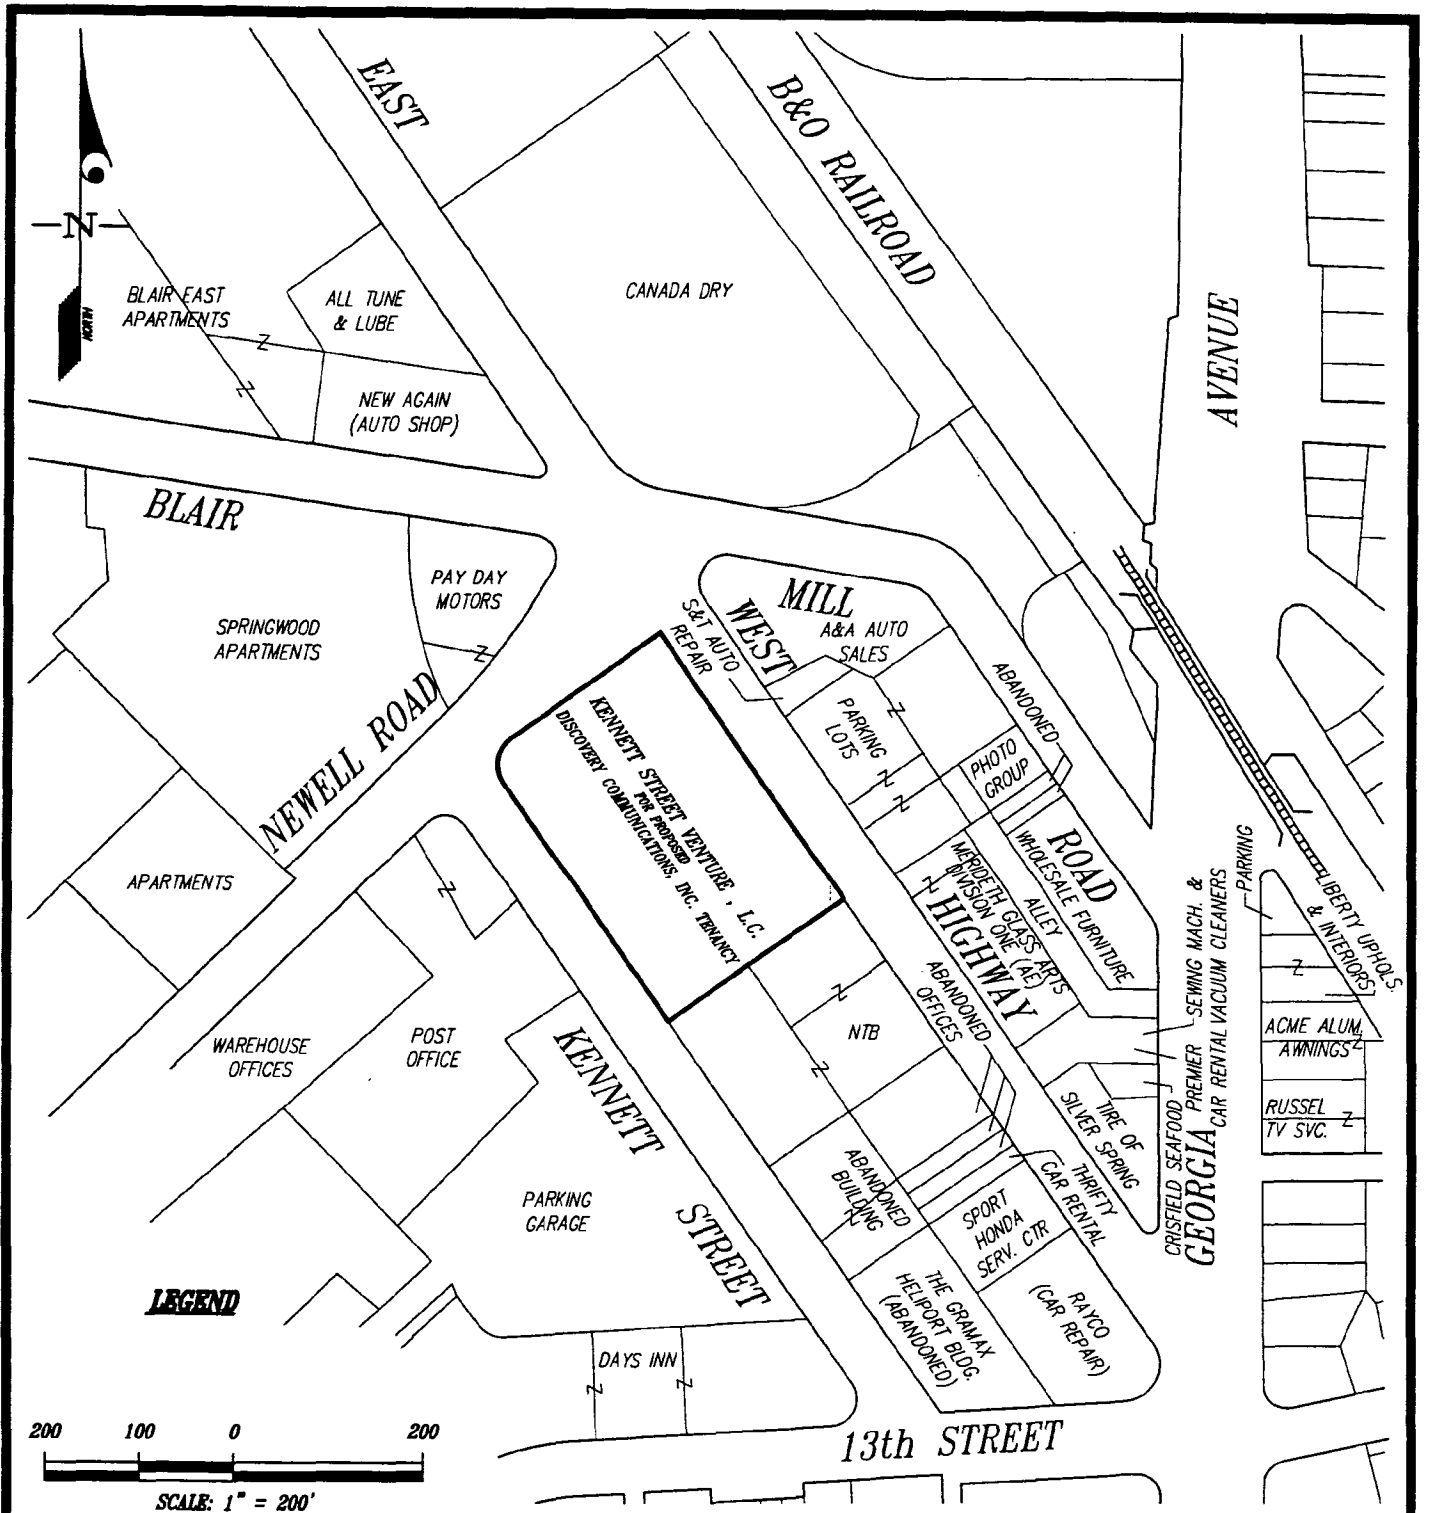 EAST
B&O RAILROAD
N
NORTH
BLAIR EAST
APARTMENTS
ALL TUNE
& LUBE
CANADA DRY
AVENUE
NEW AGAIN
(AUTO SHOP)
BLAIR
MILL
WEST
PAY DAY
MOTORS
S&T AUTO
REPAIR
A&A AUTO
SALES
SPRINGWOOD
APARTMENTS
NEWELL ROAD
KENNETT STREET VENTURE , L.C.
FOR PROPOSED
DISCOVERY COMMUNICATIONS, INC. TENANCY
PARKING
LOTS
ABANDONED
PHOTO
GROUP
ROAD
WHOLESALE FURNITURE
ALLEY
MERIDETH GLASS ARTS
DIVISION ONE (AE)
HIGHWAY
PARKING
LIBERTY UPHOLS.
& INTERIORS
SEWING MACH. &
VACUUM CLEANERS
PREMIER
CAR RENTAL
APARTMENTS
ABANDONED
OFFICES
NTB
ACME ALUM.
AWNINGS
WAREHOUSE
OFFICES
POST
OFFICE
KENNETT
STREET
TIRE OF
SILVER SPRING
CRISFIELD SEAFOOD
GEORGIA
RUSSEL
TV SVC.
ABANDONED
BUILDING
THRIFTY
CAR RENTAL
PARKING
GARAGE
SPORT
HONDA
SERV. CTR
THE GRAMAX
HELIPORT BLDG.
(ABANDONED)
RAYCO
(CAR REPAIR)
LEGEND
DAYS INN
13th STREET
200 100 0 200
SCALE: 1" = 200'